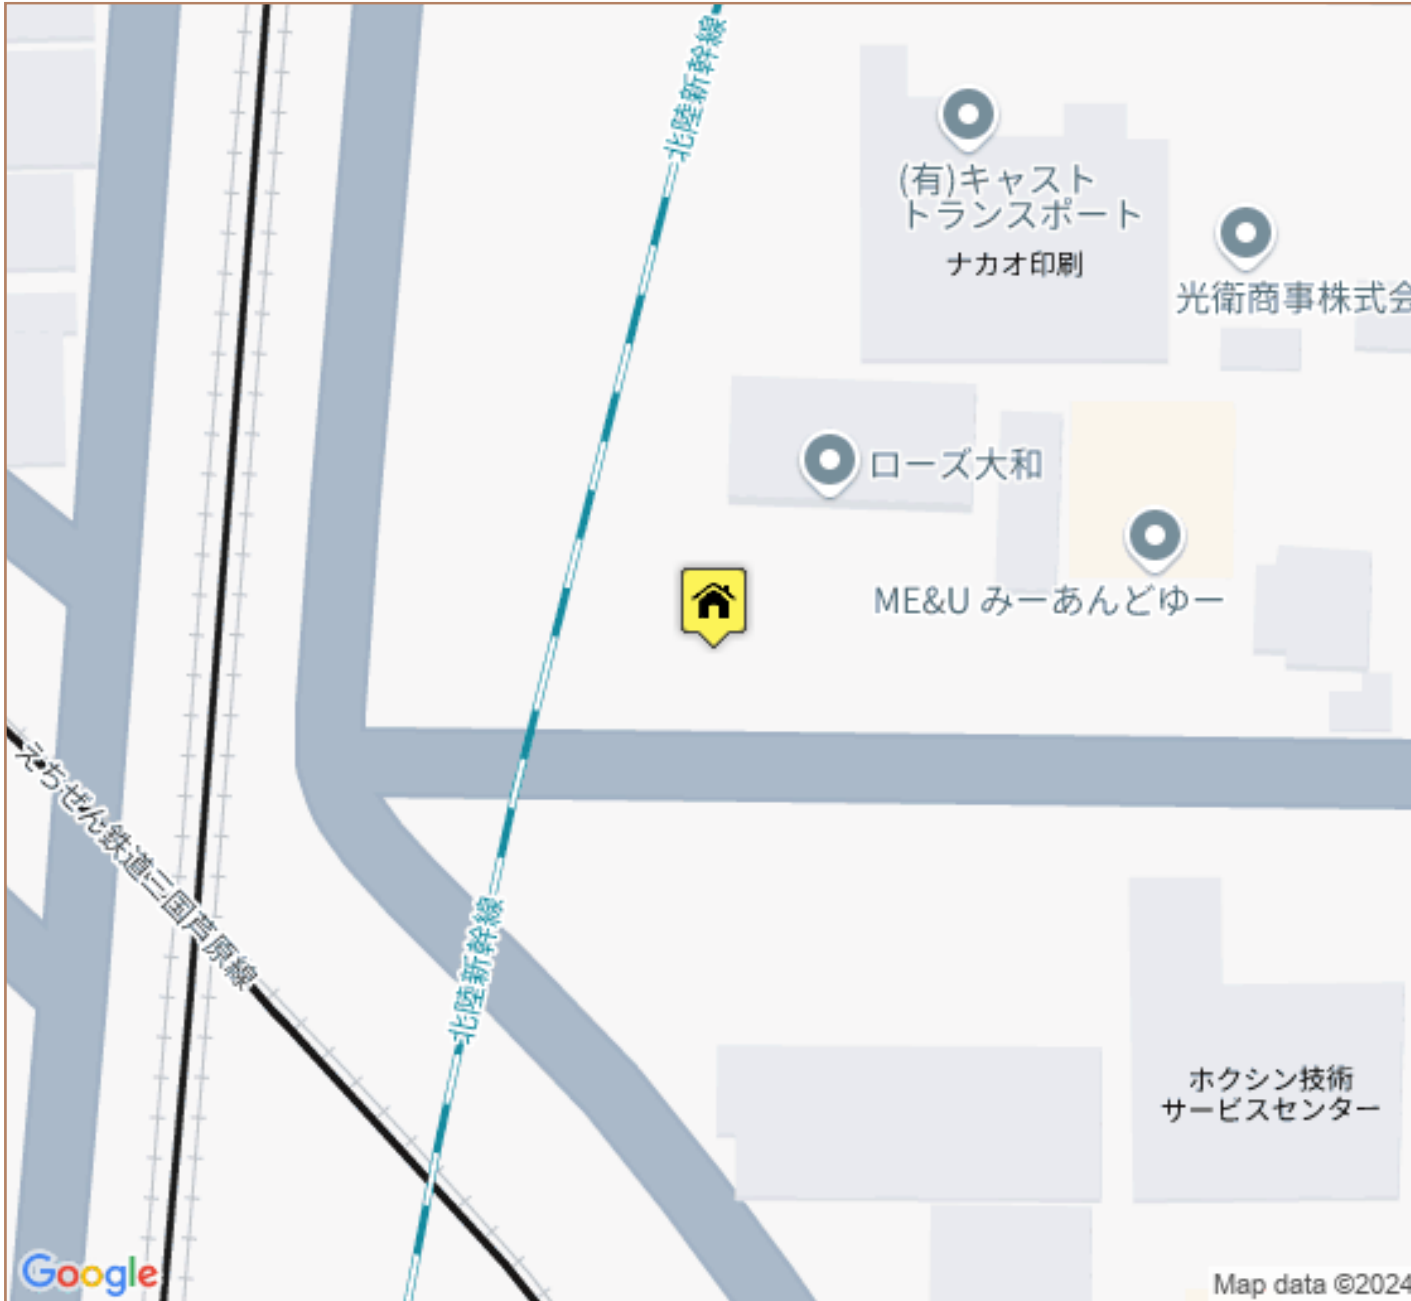 北陸新幹線
(有)キャスト
トランスポート
ナカオ印刷
光衛商事株式会
ローズ大和
ME&U みーあんどゆー
えちぜん鉄道三国芦原線
北陸新幹線
ホクシン技術
サービスセンター
Google
Map data ©2024